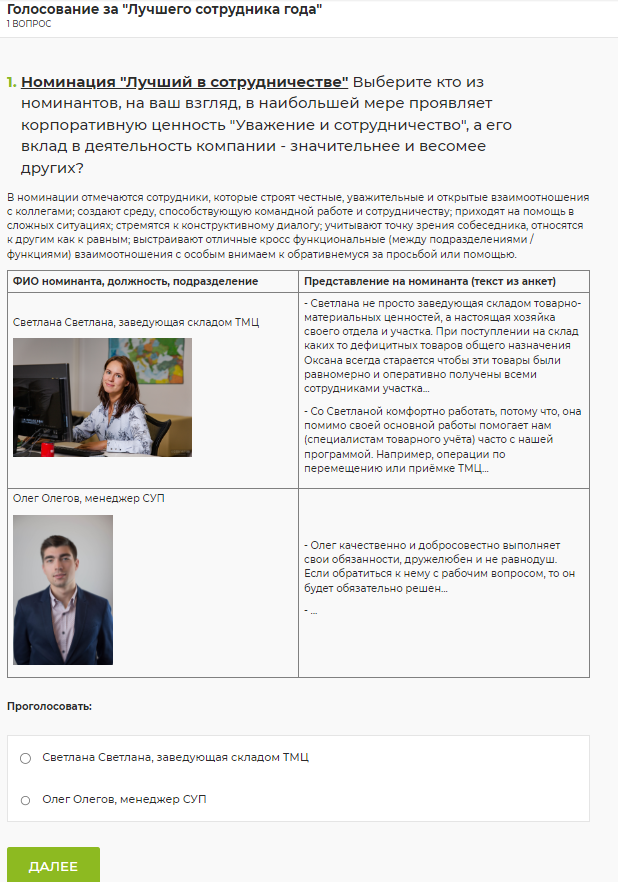 Голосование за "Лучшего сотрудника года"
1 ВОПРОС
1. Номинация "Лучший в сотрудничестве" Выберите кто из
номинантов, на ваш взгляд, в наибольшей мере проявляет
корпоративную ценность "Уважение и сотрудничество", а его
вклад в деятельность компании - значительнее и весомее
других?
В номинации отмечаются сотрудники, которые строят честные, уважительные и открытые взаимоотношения
с коллегами; создают среду, способствующую командной работе и сотрудничеству; приходят на помощь в
сложных ситуациях; стремятся к конструктивному диалогу; учитывают точку зрения собеседника, относятся
к другим как к равным; выстраивают отличные кросс функциональные (между подразделениями /
функциями) взаимоотношения с особым внимаем к обративнемуся за просьбой или помощью.
ФИО номинанта, должность, подразделение
Представление на номинанта (текст из анкет)
Светлана Светлана, заведующая складом ТМЦ
- Светлана не просто заведующая складом товарно-
материальных ценностей, а настоящая хозяйка
своего отдела и участка. При поступлении на склад
каких то дефицитных товаров общего назначения
Оксана всегда старается чтобы эти товары были
равномерно и оперативно получены всеми
сотрудниками участка...
- Со Светланой комфортно работать, потому что, она
помимо своей основной работы помогает нам
(специалистам товарного учёта) часто с нашей
программой. Например, операции по
перемещению или приёмке ТМЦ...
Олег Олегов, менеджер СУП
- Олег качественно и добросовестно выполняет
свои обязанности, дружелюбен и не равнодуш.
Если обратиться к нему с рабочим вопросом, то он
будет обязательно решен...
- ...
Проголосовать:
Светлана Светлана, заведующая складом ТМЦ
Олег Олегов, менеджер СУП
ДАЛЕЕ